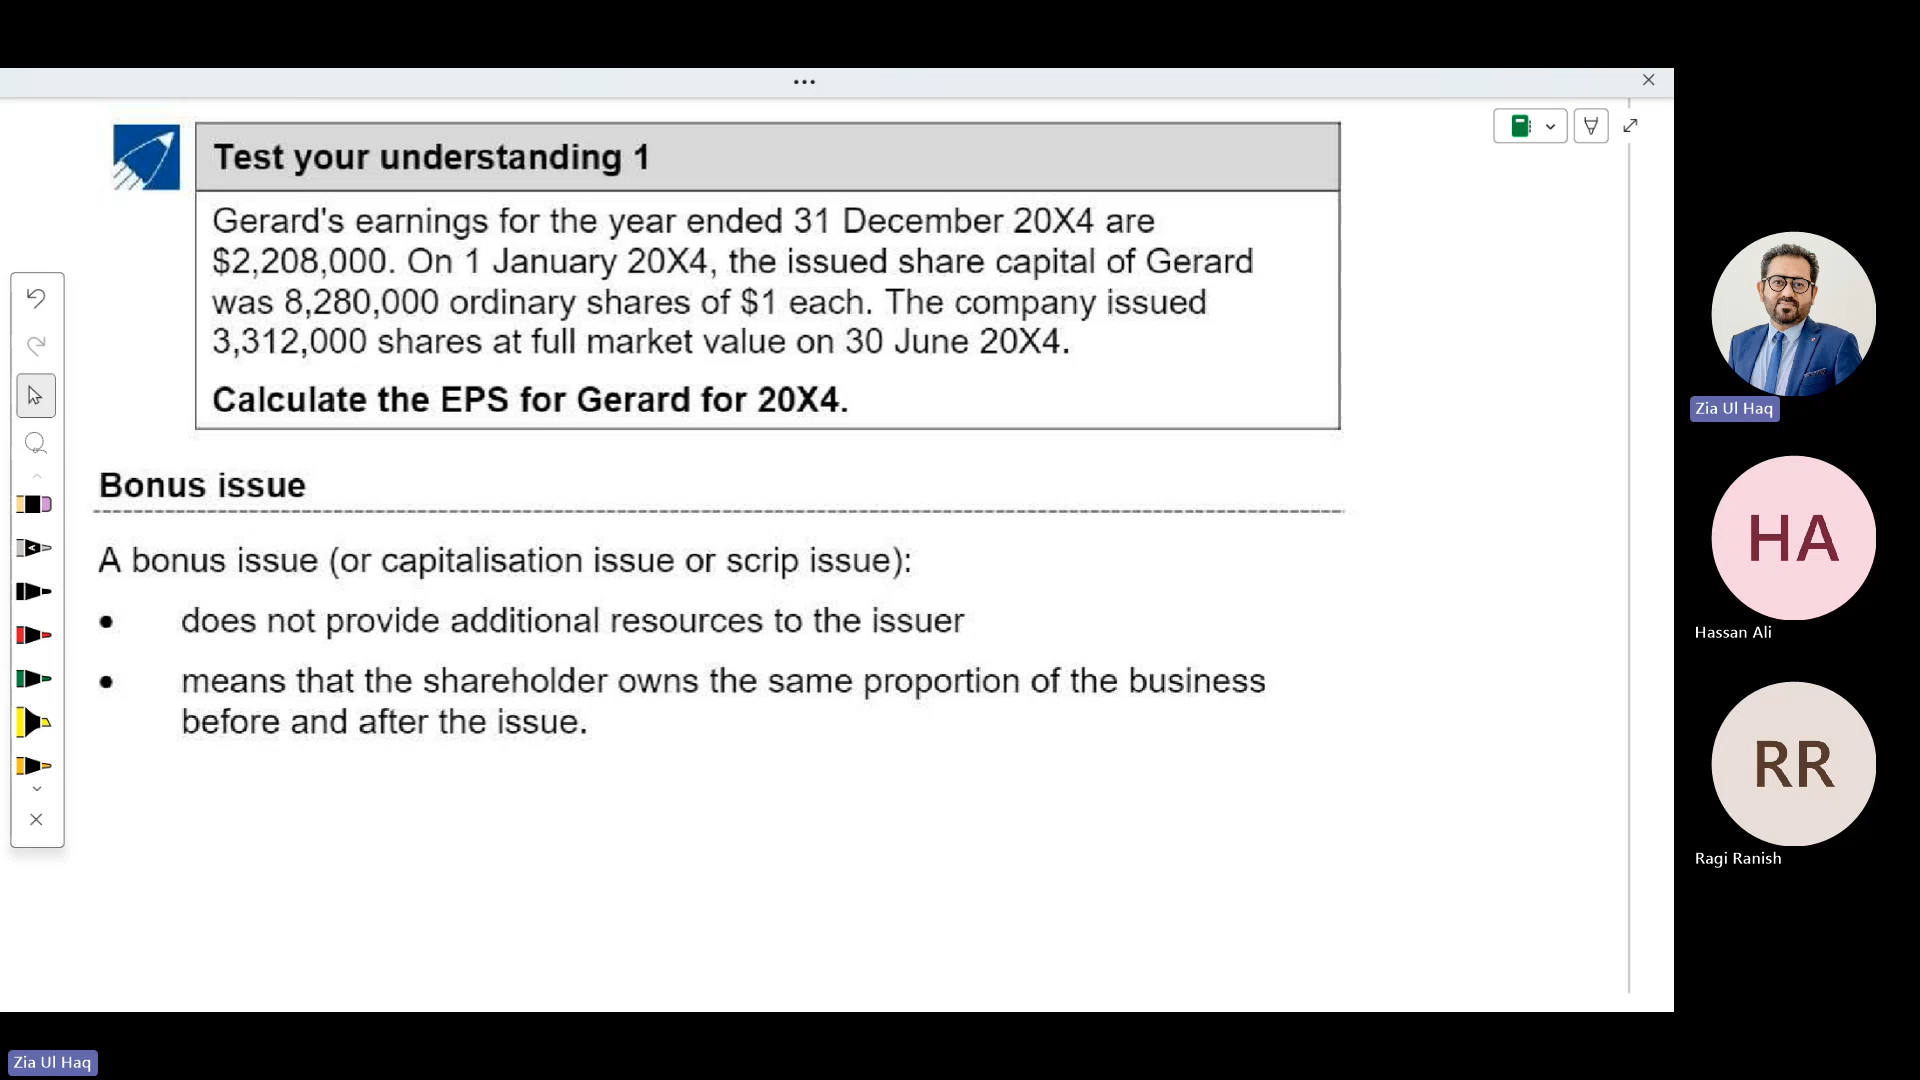 Test your understanding 1
Gerard's earnings for the year ended 31 December 20X4 are
$2,208,000. On 1 January 20X4, the issued share capital of Gerard
was 8,280,000 ordinary shares of $1 each. The company issued
3,312,000 shares at full market value on 30 June 20X4.
Calculate the EPS for Gerard for 20X4.
Bonus issue
A bonus issue (or capitalisation issue or scrip issue):
• does not provide additional resources to the issuer
• means that the shareholder owns the same proportion of the business
before and after the issue.
Zia Ul Haq
HA
Hassan Ali
RR
Ragi Ranish
Zia Ul Haq